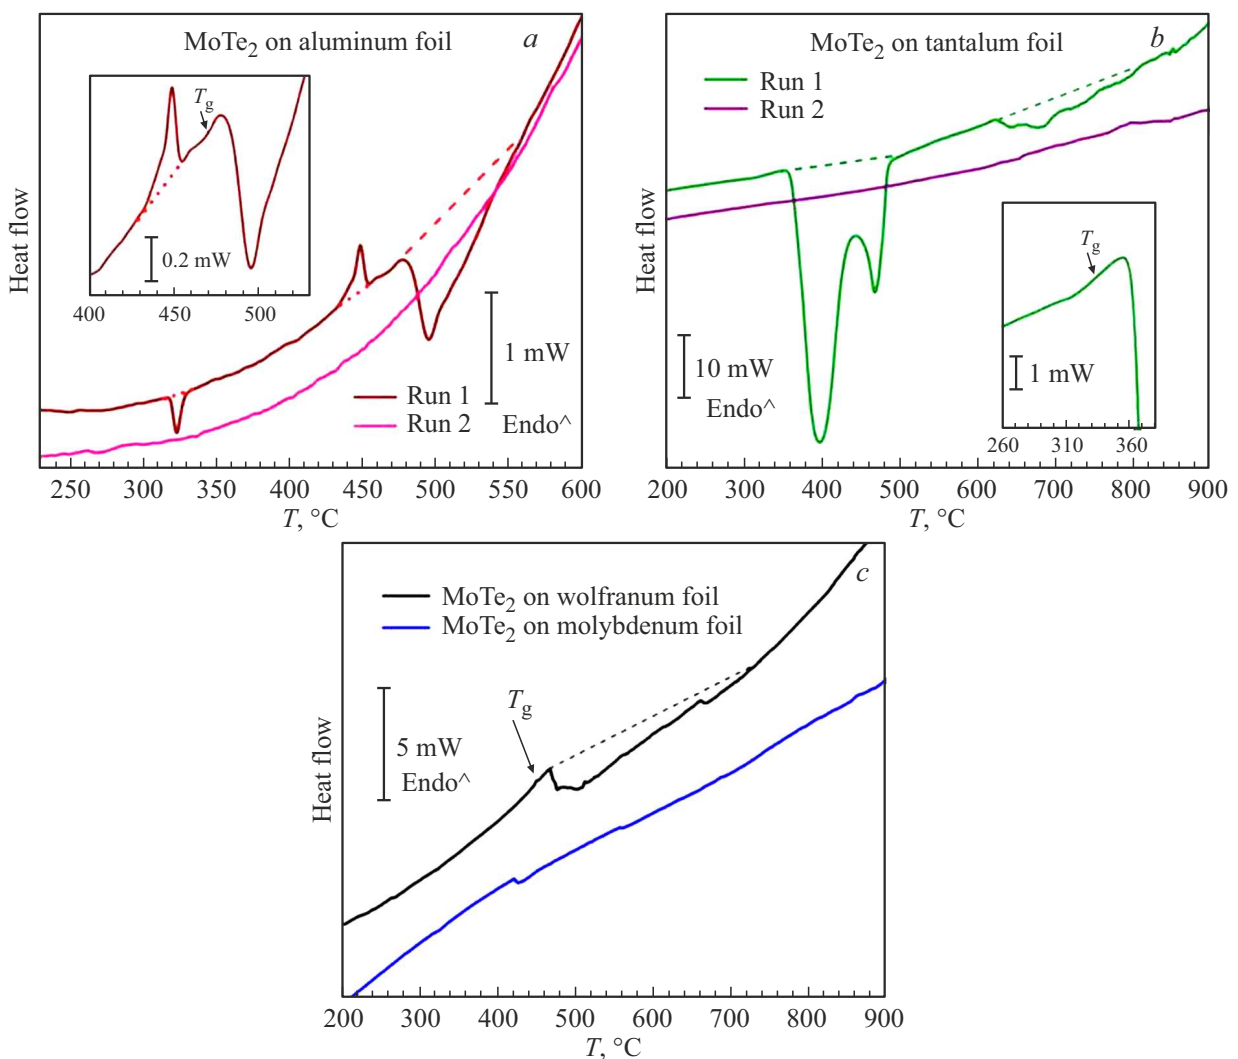 MoTe2 on aluminum foil
a
Tg
0.2 mW
400 450 500
Heat flow
1 mW
Endo^
Run 1
Run 2
250 300 350 400 450 500 550 600
T, °C
MoTe2 on tantalum foil
b
Run 1
Run 2
Heat flow
10 mW
Endo^
Tg
1 mW
260 310 360
200 300 400 500 600 700 800 900
T, °C
c
MoTe2 on wolfranum foil
MoTe2 on molybdenum foil
Tg
5 mW
Endo^
Heat flow
200 300 400 500 600 700 800 900
T, °C